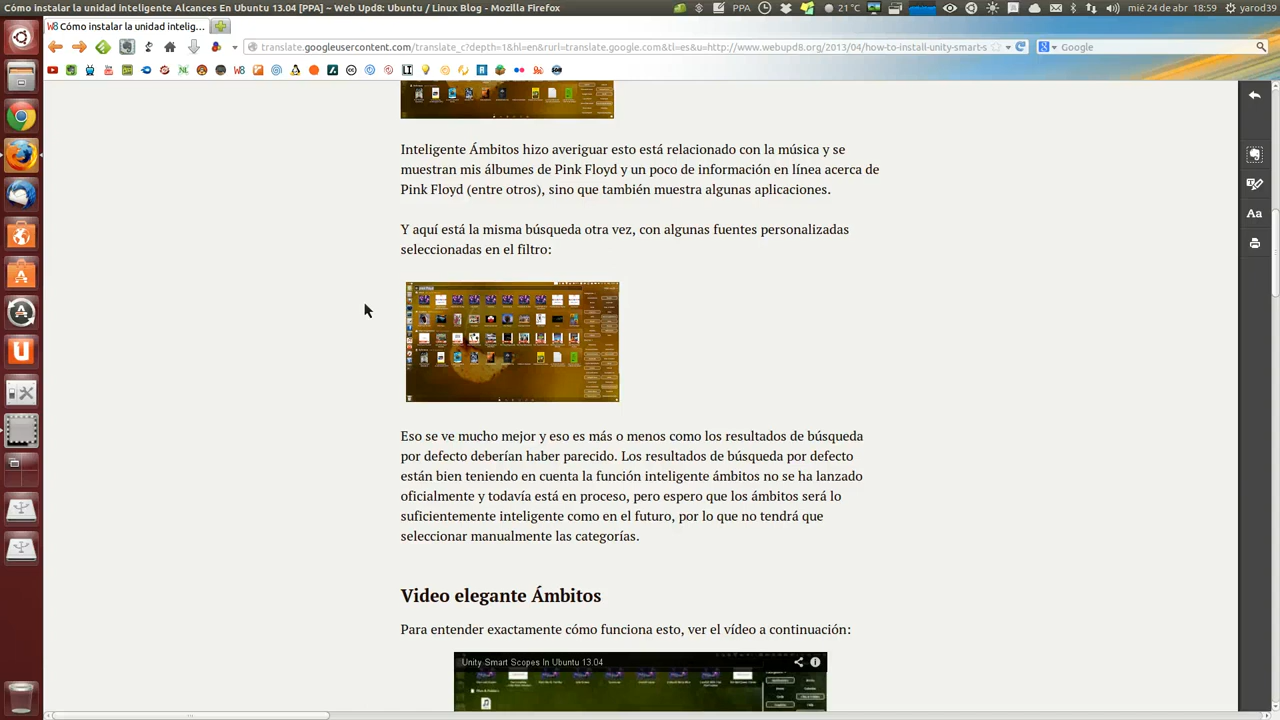 Cómo instalar la unidad inteligente Alcances En Ubuntu 13.04 [PPA] ~ Web Upd8: Ubuntu / Linux Blog - Mozilla Firefox
PPA 21 °C mié 24 de abr 18:59 yarod39
Cómo instalar la unidad intelig...
translate.googleusercontent.com/translate_c?depth=1&hl=en&rurl=translate.google.com&tl=es&u=http://www.webupd8.org/2013/04/how-to-install-unity-smart-s
Google
Inteligente Ámbitos hizo averiguar esto está relacionado con la música y se
muestran mis álbumes de Pink Floyd y un poco de información en línea acerca de
Pink Floyd (entre otros), sino que también muestra algunas aplicaciones.
Y aquí está la misma búsqueda otra vez, con algunas fuentes personalizadas
seleccionadas en el filtro:
Eso se ve mucho mejor y eso es más o menos como los resultados de búsqueda
por defecto deberían haber parecido. Los resultados de búsqueda por defecto
están bien teniendo en cuenta la función inteligente ámbitos no se ha lanzado
oficialmente y todavía está en proceso, pero espero que los ámbitos será lo
suficientemente inteligente como en el futuro, por lo que no tendrá que
seleccionar manualmente las categorías.
Video elegante Ámbitos
Para entender exactamente cómo funciona esto, ver el vídeo a continuación:
Unity Smart Scopes In Ubuntu 13.04
Aa